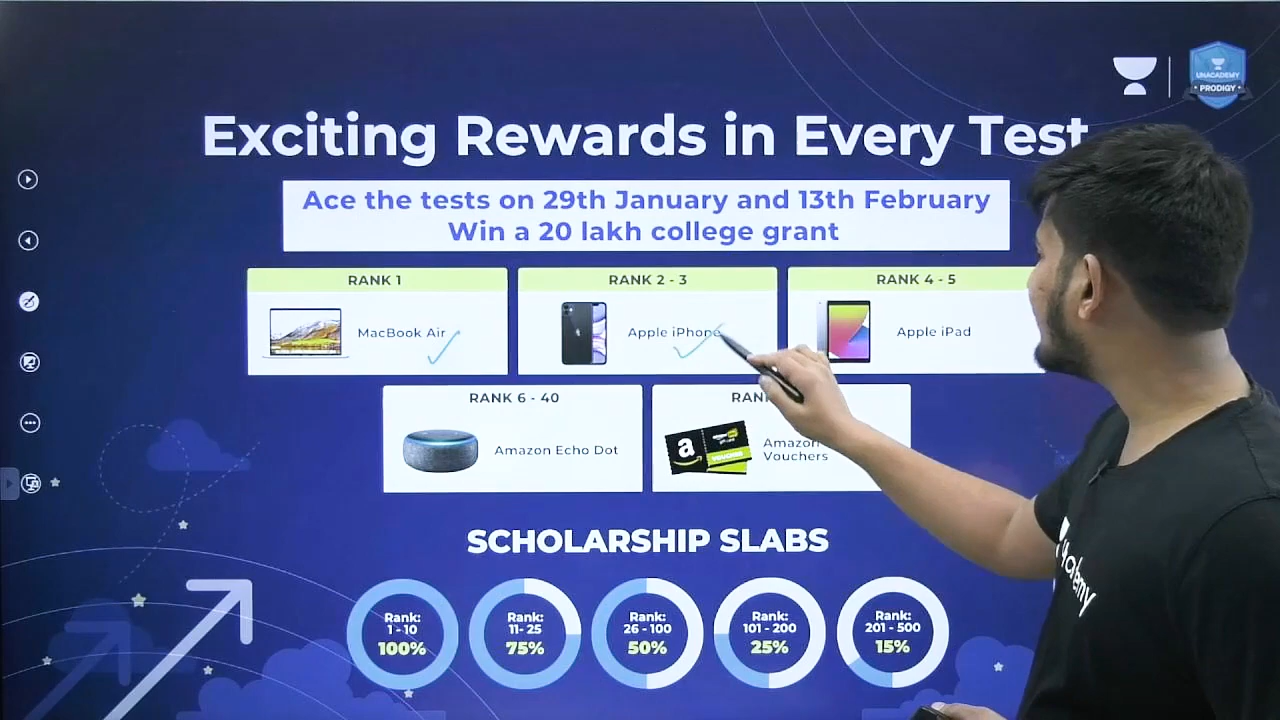 UNACADEMY
PRODIGY
Exciting Rewards in Every Test
Ace the tests on 29th January and 13th February
Win a 20 lakh college grant
RANK 1
MacBook Air
RANK 2 - 3
Apple iPhone
RANK 4 - 5
Apple iPad
RANK 6 - 40
Amazon Echo Dot
a
VOUCHER
Amazon
Vouchers
SCHOLARSHIP SLABS
Rank:
1 - 10
100%
Rank:
11- 25
75%
Rank:
26 - 100
50%
Rank:
101 - 200
25%
Rank:
201 - 500
15%